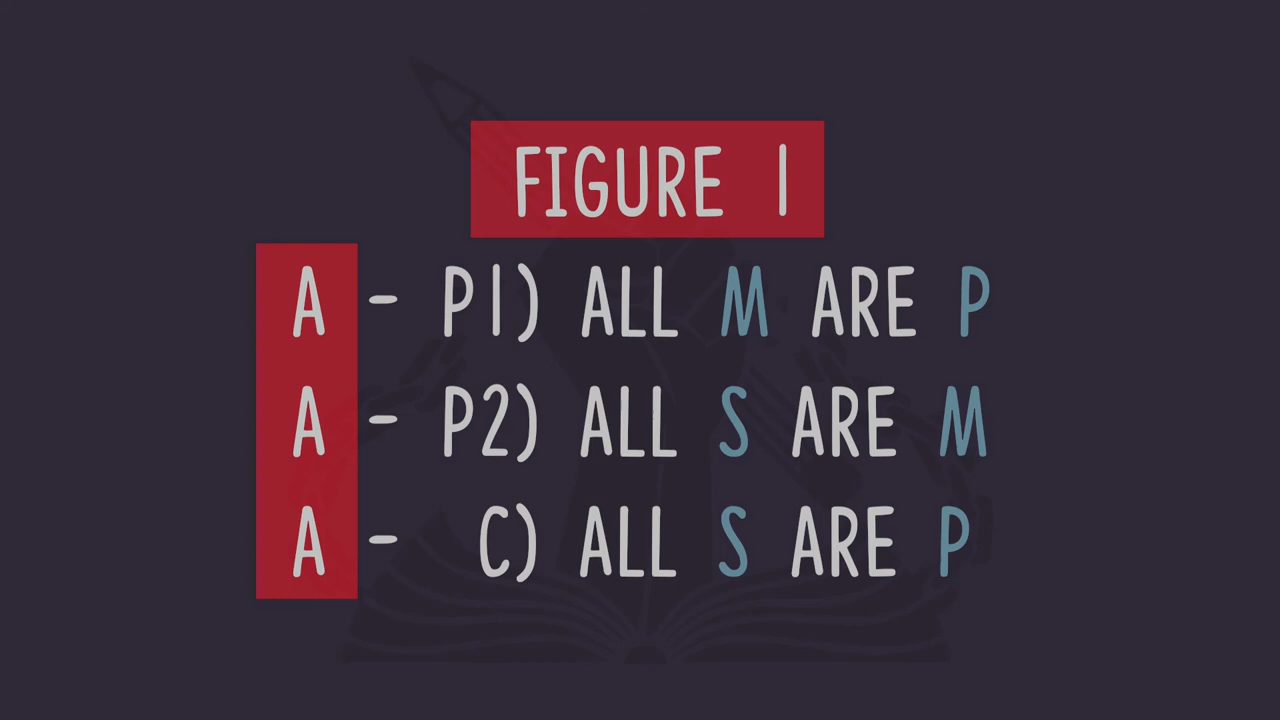 FIGURE 1
A - P1) ALL M ARE P
A - P2) ALL S ARE M
A - C) ALL S ARE P